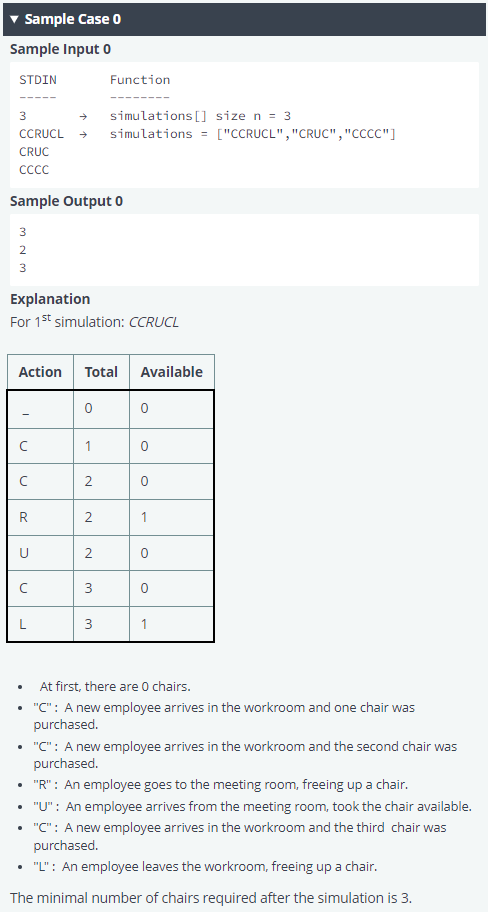 ▼ Sample Case 0
Sample Input 0
STDIN Function
----- --------
3 → simulations[] size n = 3
CCRUCL → simulations = ["CCRUCL","CRUC","CCCC"]
CRUC
CCCC
Sample Output 0
3
2
3
Explanation
For 1st simulation: CCRUCL
Action Total Available
_ 0 0
C 1 0
C 2 0
R 2 1
U 2 0
C 3 0
L 3 1
• At first, there are 0 chairs.
• "C" : A new employee arrives in the workroom and one chair was
purchased.
• "C" : A new employee arrives in the workroom and the second chair was
purchased.
• "R" : An employee goes to the meeting room, freeing up a chair.
• "U" : An employee arrives from the meeting room, took the chair available.
• "C" : A new employee arrives in the workroom and the third chair was
purchased.
• "L" : An employee leaves the workroom, freeing up a chair.
The minimal number of chairs required after the simulation is 3.